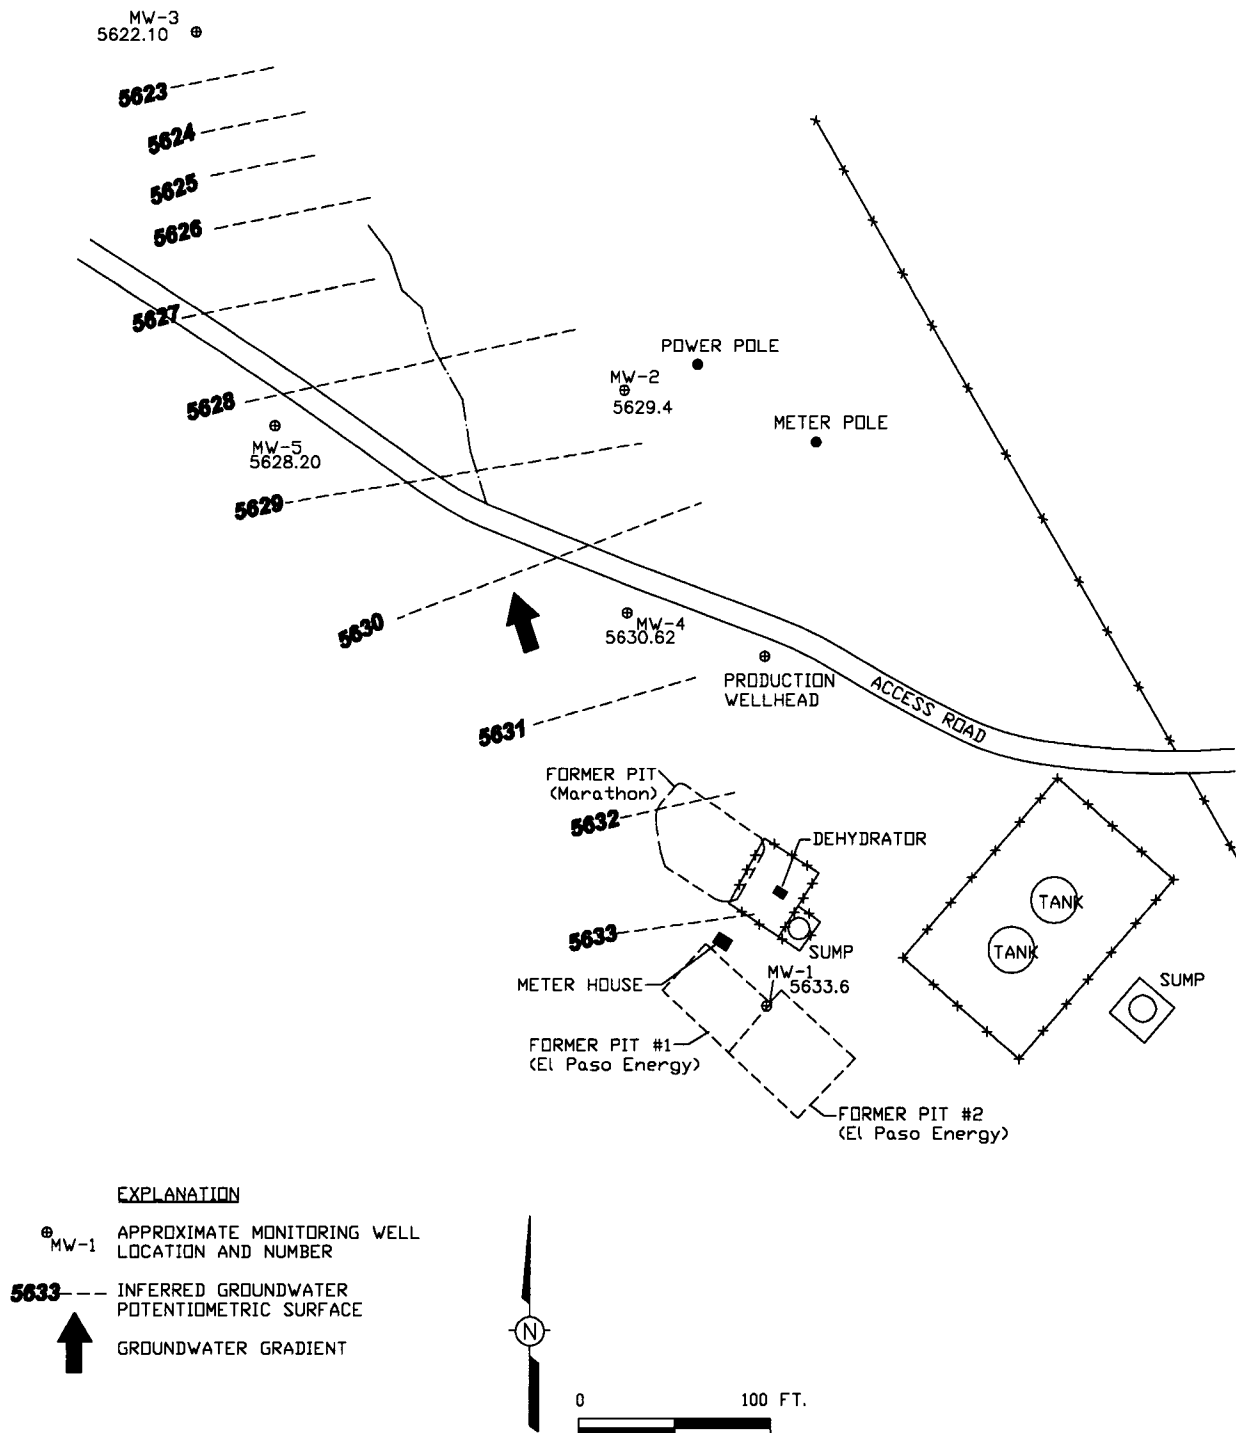 MW-3
5622.10
5623
5624
5625
5626
5627
5628
POWER POLE
MW-2
5629.4
METER POLE
MW-5
5628.20
5629
5630
MW-4
5630.62
PRODUCTION
WELLHEAD
ACCESS ROAD
5631
FORMER PIT
(Marathon)
5632
DEHYDRATOR
TANK
5633
SUMP
TANK
METER HOUSE
MW-1
5633.6
SUMP
FORMER PIT #1
(El Paso Energy)
FORMER PIT #2
(El Paso Energy)
EXPLANATION
MW-1
APPROXIMATE MONITORING WELL
LOCATION AND NUMBER
5633
INFERRED GROUNDWATER
POTENTIOMETRIC SURFACE
GROUNDWATER GRADIENT
N
0 100 FT.